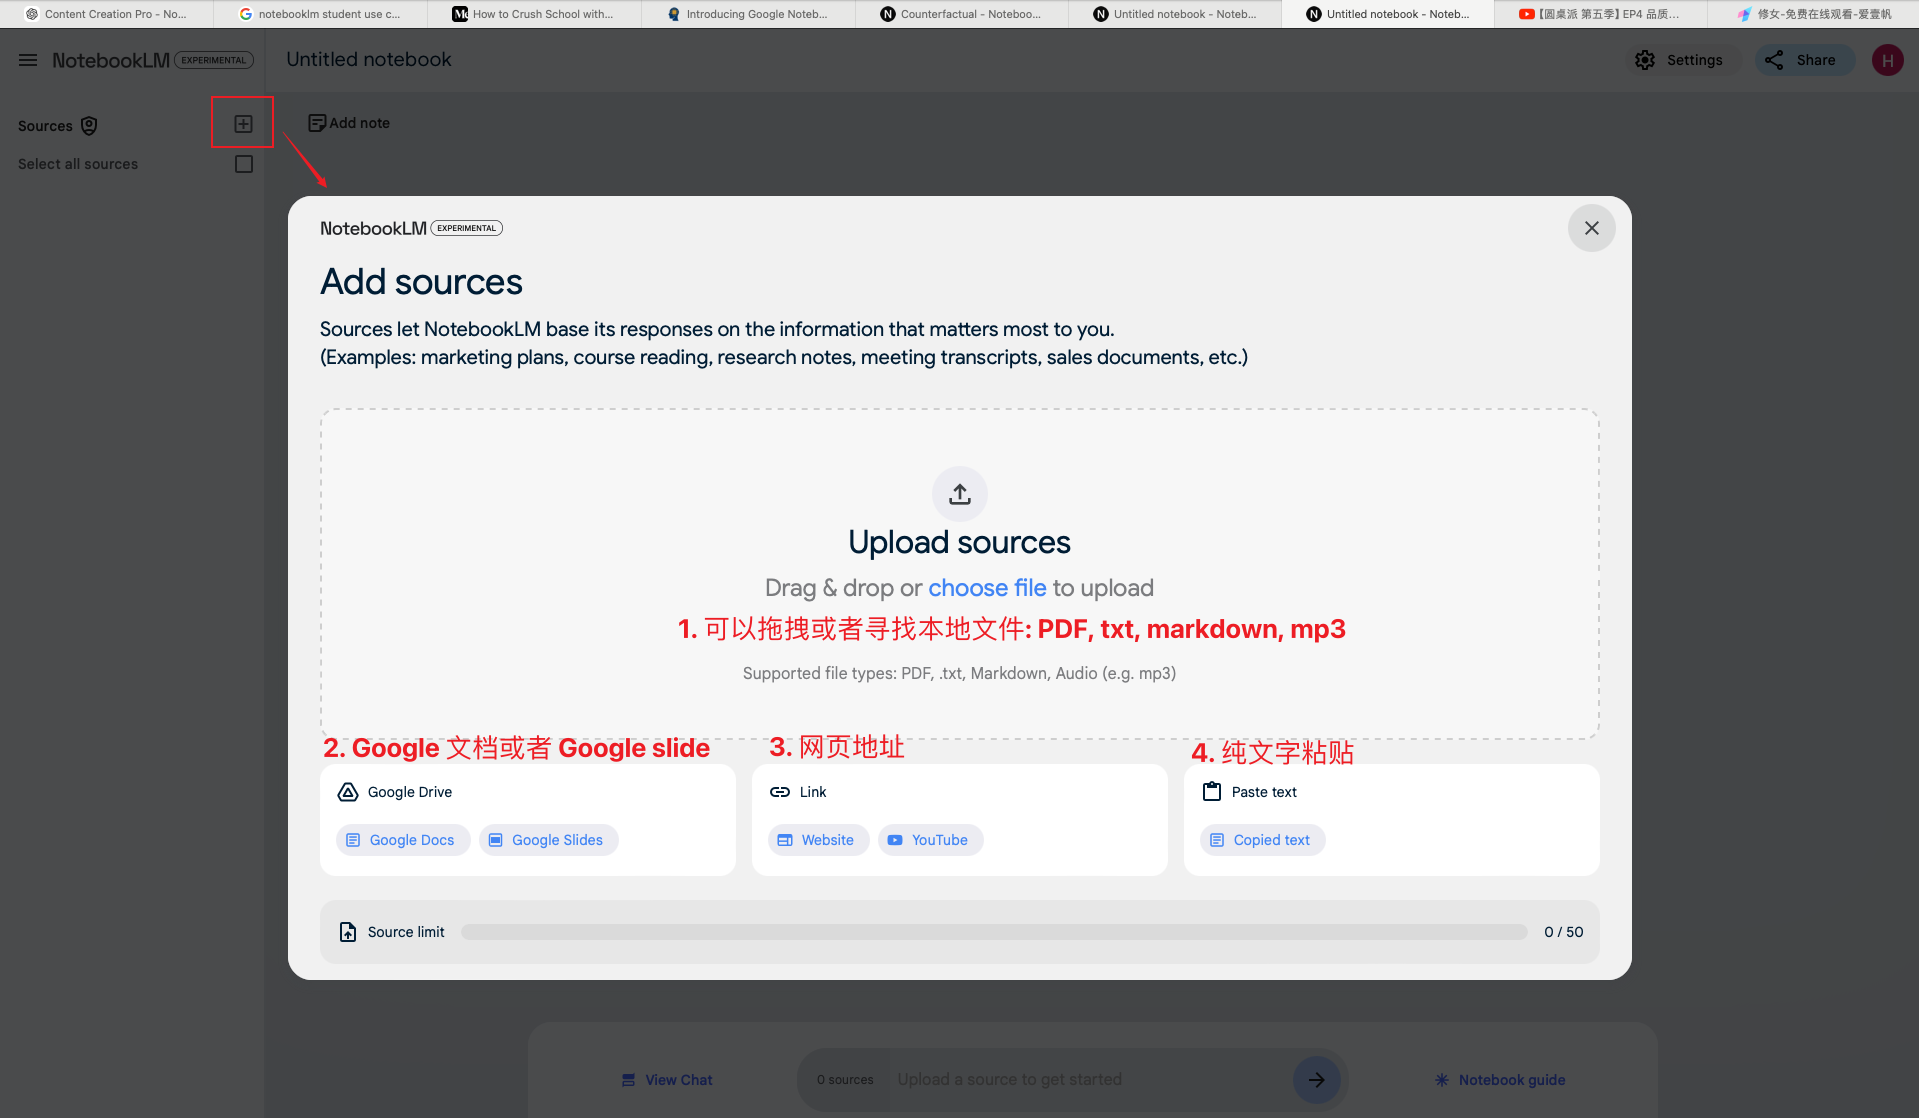 Content Creation Pro - No...
notebooklm student use c...
How to Crush School with...
Introducing Google Noteb...
Counterfactual - Noteboo...
Untitled notebook - Noteb...
Untitled notebook - Noteb...
【圆桌派 第五季】EP4 品质...
修女-免费在线观看-爱壹帆
NotebookLM EXPERIMENTAL
Untitled notebook
Settings
Share
H
Sources
Add note
Select all sources
NotebookLM EXPERIMENTAL
Add sources
Sources let NotebookLM base its responses on the information that matters most to you.
(Examples: marketing plans, course reading, research notes, meeting transcripts, sales documents, etc.)
Upload sources
Drag & drop or choose file to upload
1. 可以拖拽或者寻找本地文件: PDF, txt, markdown, mp3
Supported file types: PDF, .txt, Markdown, Audio (e.g. mp3)
2. Google 文档或者 Google slide
3. 网页地址
4. 纯文字粘贴
Google Drive
Link
Paste text
Google Docs
Google Slides
Website
YouTube
Copied text
Source limit
0 / 50
View Chat
0 sources
Upload a source to get started
Notebook guide